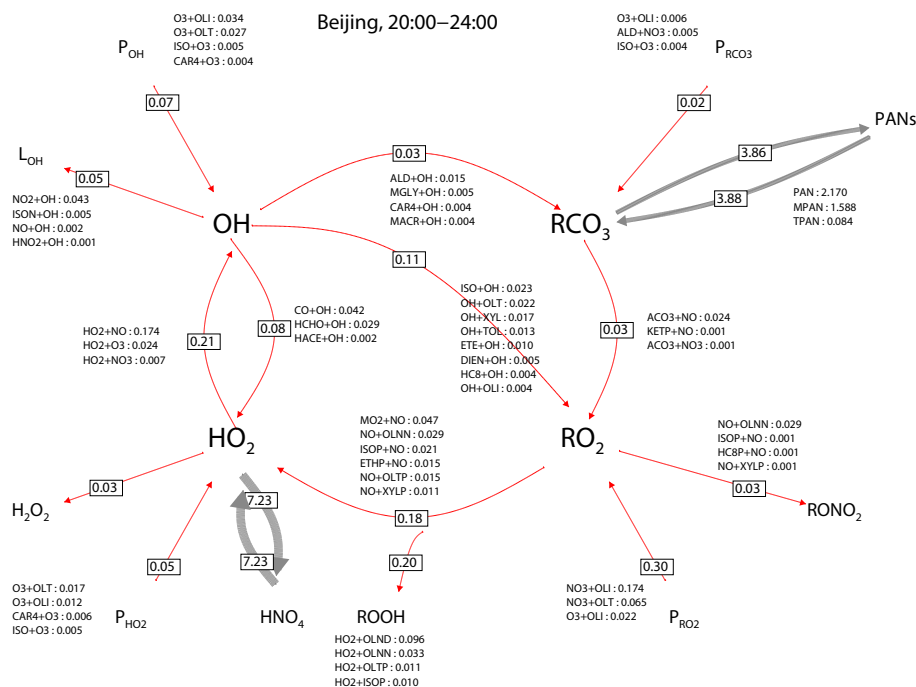 Beijing, 20:00−24:00
O3+OLI : 0.034
O3+OLT : 0.027
ISO+O3 : 0.005
CAR4+O3 : 0.004
P_OH
0.07
O3+OLI : 0.006
ALD+NO3 : 0.005
ISO+O3 : 0.004
P_RCO3
0.02
PANs
3.86
3.88
PAN : 2.170
MPAN : 1.588
TPAN : 0.084
L_OH
0.05
NO2+OH : 0.043
ISON+OH : 0.005
NO+OH : 0.002
HNO2+OH : 0.001
OH
0.03
ALD+OH : 0.015
MGLY+OH : 0.005
CAR4+OH : 0.004
MACR+OH : 0.004
RCO₃
0.11
ISO+OH : 0.023
OH+OLT : 0.022
OH+XYL : 0.017
OH+TOL : 0.013
ETE+OH : 0.010
DIEN+OH : 0.005
HC8+OH : 0.004
OH+OLI : 0.004
HO2+NO : 0.174
HO2+O3 : 0.024
HO2+NO3 : 0.007
0.21
0.08
CO+OH : 0.042
HCHO+OH : 0.029
HACE+OH : 0.002
0.03
ACO3+NO : 0.024
KETP+NO : 0.001
ACO3+NO3 : 0.001
HO₂
MO2+NO : 0.047
NO+OLNN : 0.029
ISOP+NO : 0.021
ETHP+NO : 0.015
NO+OLTP : 0.015
NO+XYLP : 0.011
0.18
RO₂
NO+OLNN : 0.029
ISOP+NO : 0.001
HC8P+NO : 0.001
NO+XYLP : 0.001
0.03
RONO₂
0.03
H₂O₂
7.23
7.23
HNO₄
0.05
O3+OLT : 0.017
O3+OLI : 0.012
CAR4+O3 : 0.006
ISO+O3 : 0.005
P_HO2
0.20
ROOH
HO2+OLND : 0.096
HO2+OLNN : 0.033
HO2+OLTP : 0.011
HO2+ISOP : 0.010
0.30
NO3+OLI : 0.174
NO3+OLT : 0.065
O3+OLI : 0.022
P_RO2